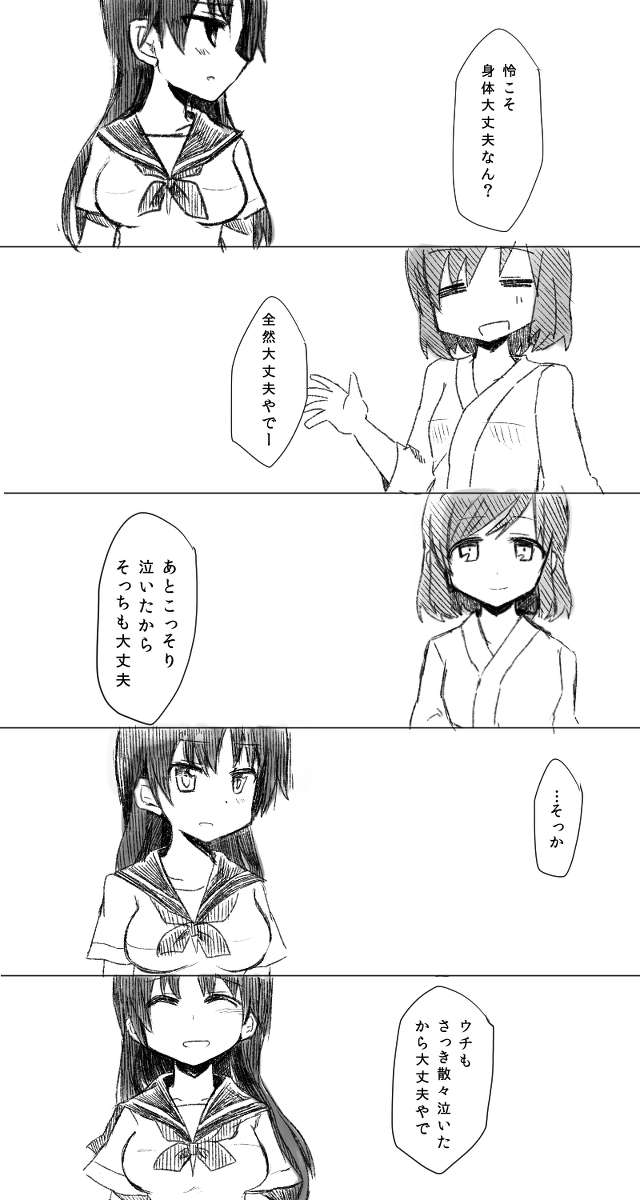 怜こそ
身体大丈夫なん？
全然大丈夫やでー
あとこっそり
泣いたから
そっちも大丈夫
…そっか
ウチも
さっき散々泣いた
から大丈夫やで